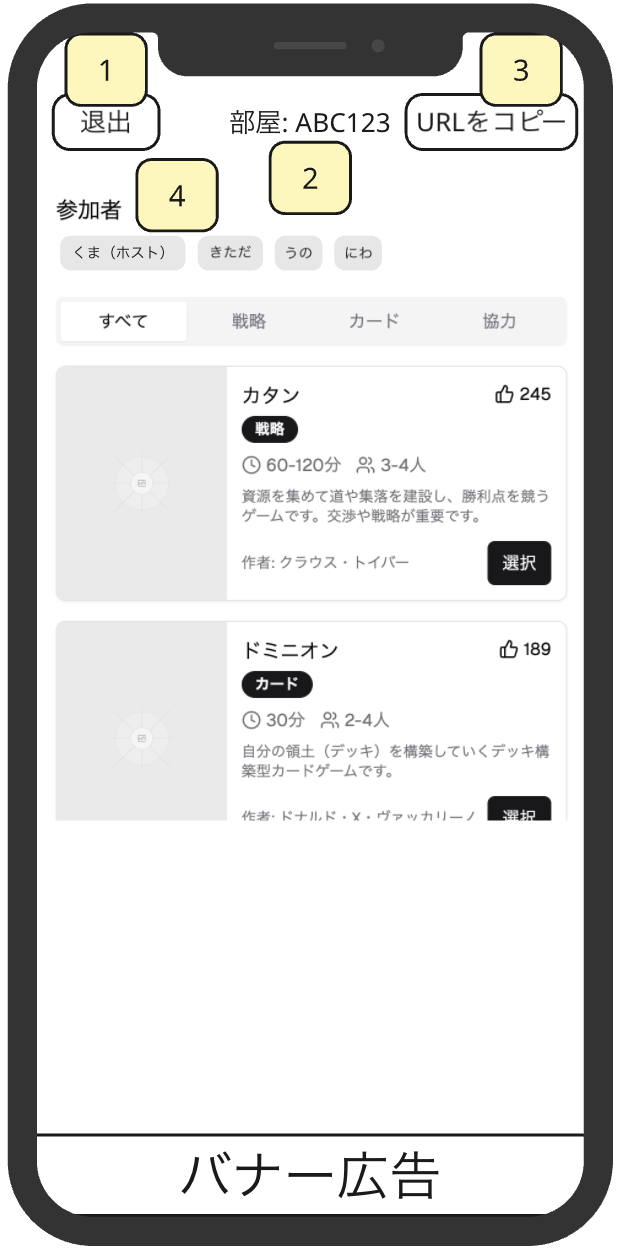 1
3
退出
部屋: ABC123
URLをコピー
2
4
参加者
くま（ホスト）
きただ
うの
にわ
すべて
戦略
カード
協力
カタン
245
戦略
60-120分
3-4人
資源を集めて道や集落を建設し、勝利点を競う
ゲームです。交渉や戦略が重要です。
作者: クラウス・トイバー
選択
ドミニオン
189
カード
30分
2-4人
自分の領土（デッキ）を構築していくデッキ構
築型カードゲームです。
作者: ドナルド・X・ヴァッカリーノ
選択
バナー広告